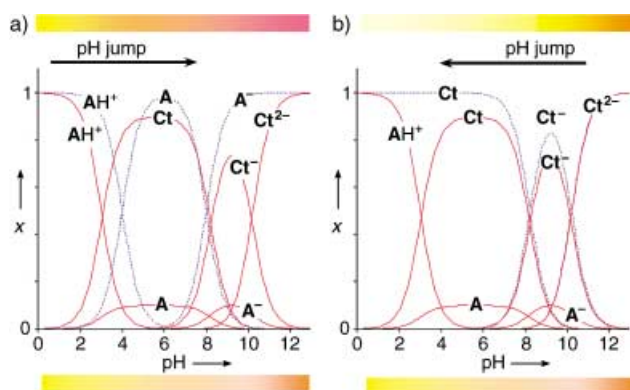 a)
pH jump
1
AH⁺
A
A⁻
AH⁺
Ct
Ct²⁻
Ct⁻
x
A
A⁻
0
0 2 4 6 8 10 12
pH
b)
pH jump
1
Ct
Ct⁻
Ct²⁻
AH⁺
Ct
Ct⁻
x
A
A⁻
0
0 2 4 6 8 10 12
pH